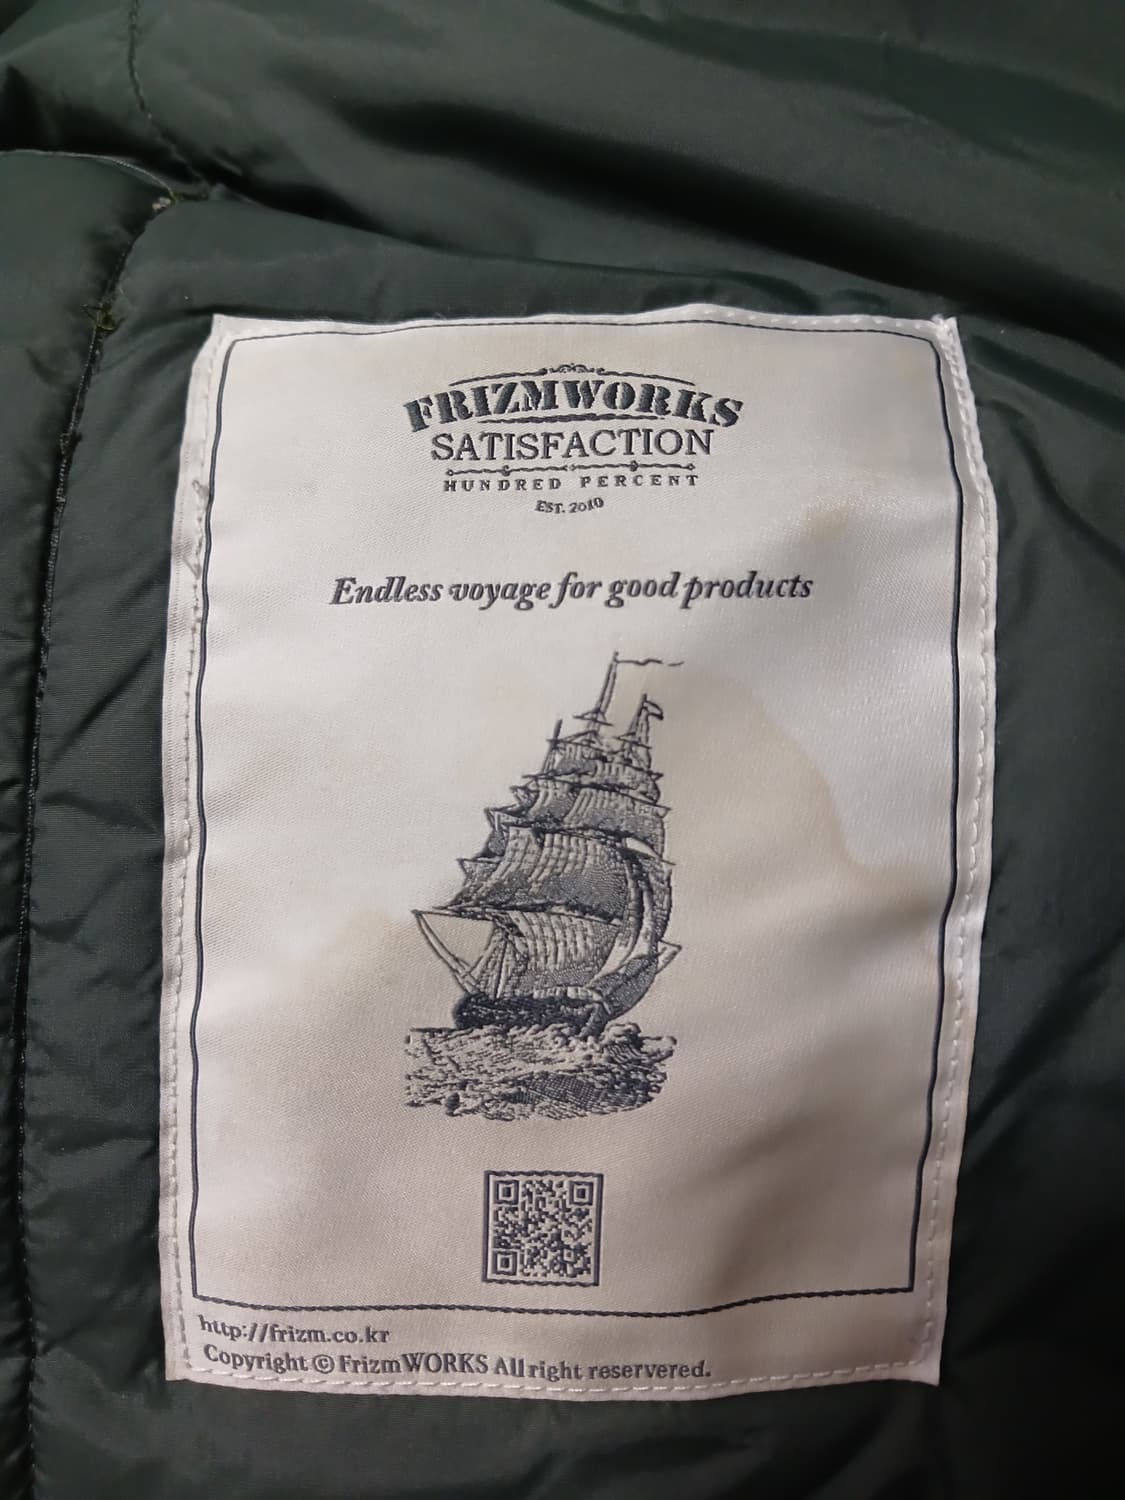 FRIZMWORKS
SATISFACTION
HUNDRED PERCENT
EST. 2010
Endless voyage for good products
http://frizm.co.kr
Copyright © FrizmWORKS All right reservered.